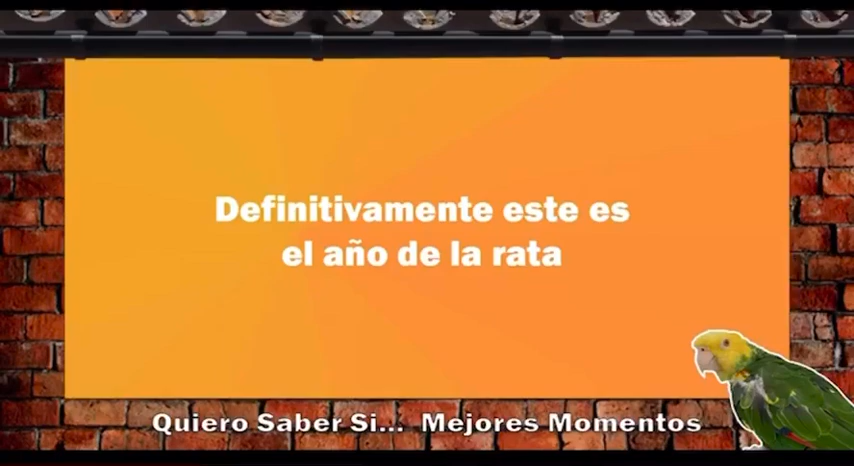 Definitivamente este es
el año de la rata
Quiero Saber Si... Mejores Momentos